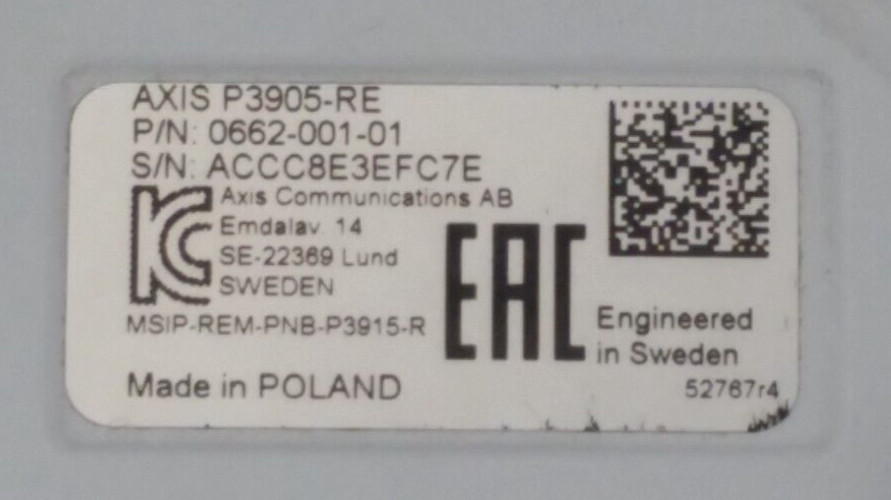 AXIS P3905-RE
P/N: 0662-001-01
S/N: ACCC8E3EFC7E
Axis Communications AB
Emdalav. 14
SE-22369 Lund
SWEDEN
MSIP-REM-PNB-P3915-R
EAC
Engineered
in Sweden
Made in POLAND
52767r4